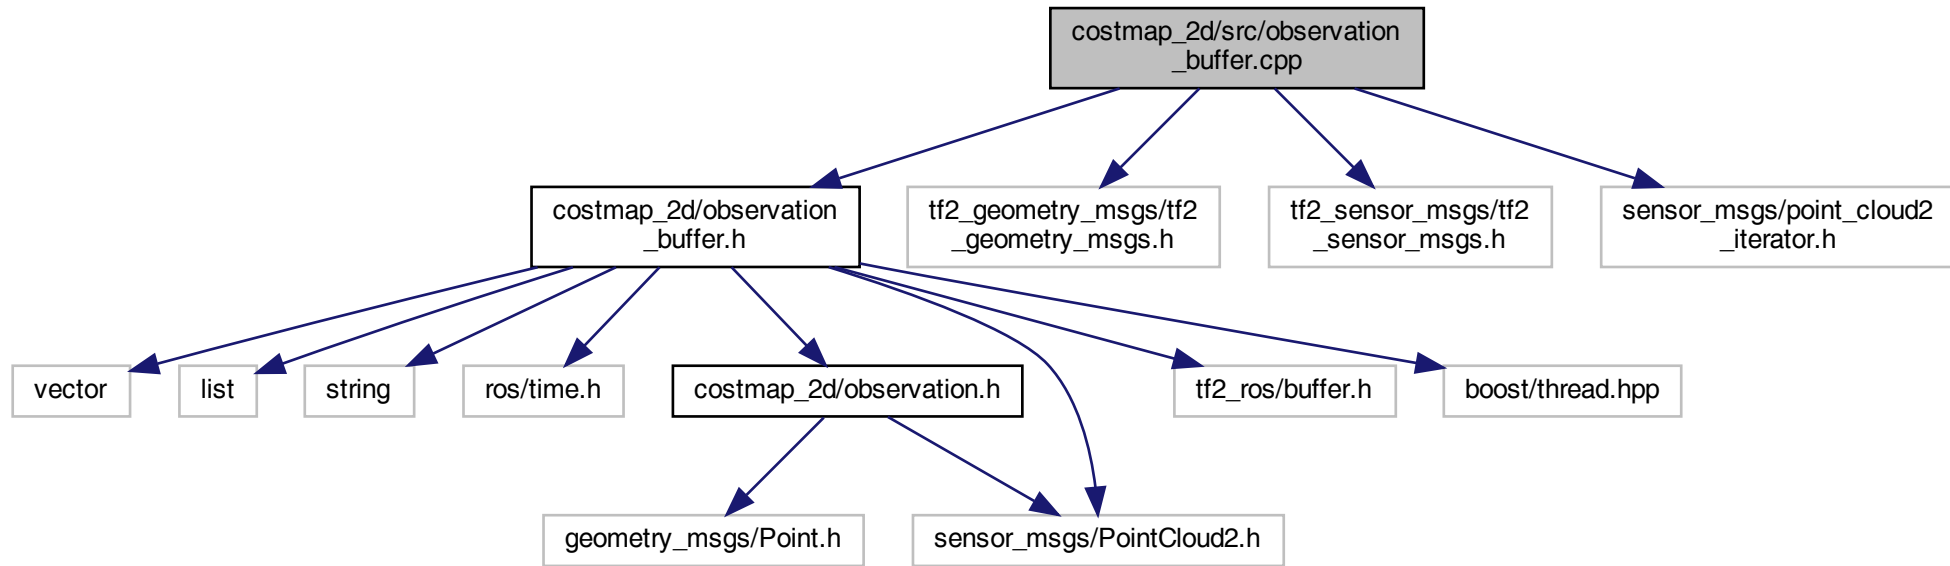 costmap_2d/src/observation
_buffer.cpp
costmap_2d/observation
_buffer.h
tf2_geometry_msgs/tf2
_geometry_msgs.h
tf2_sensor_msgs/tf2
_sensor_msgs.h
sensor_msgs/point_cloud2
_iterator.h
vector
list
string
ros/time.h
costmap_2d/observation.h
tf2_ros/buffer.h
boost/thread.hpp
geometry_msgs/Point.h
sensor_msgs/PointCloud2.h